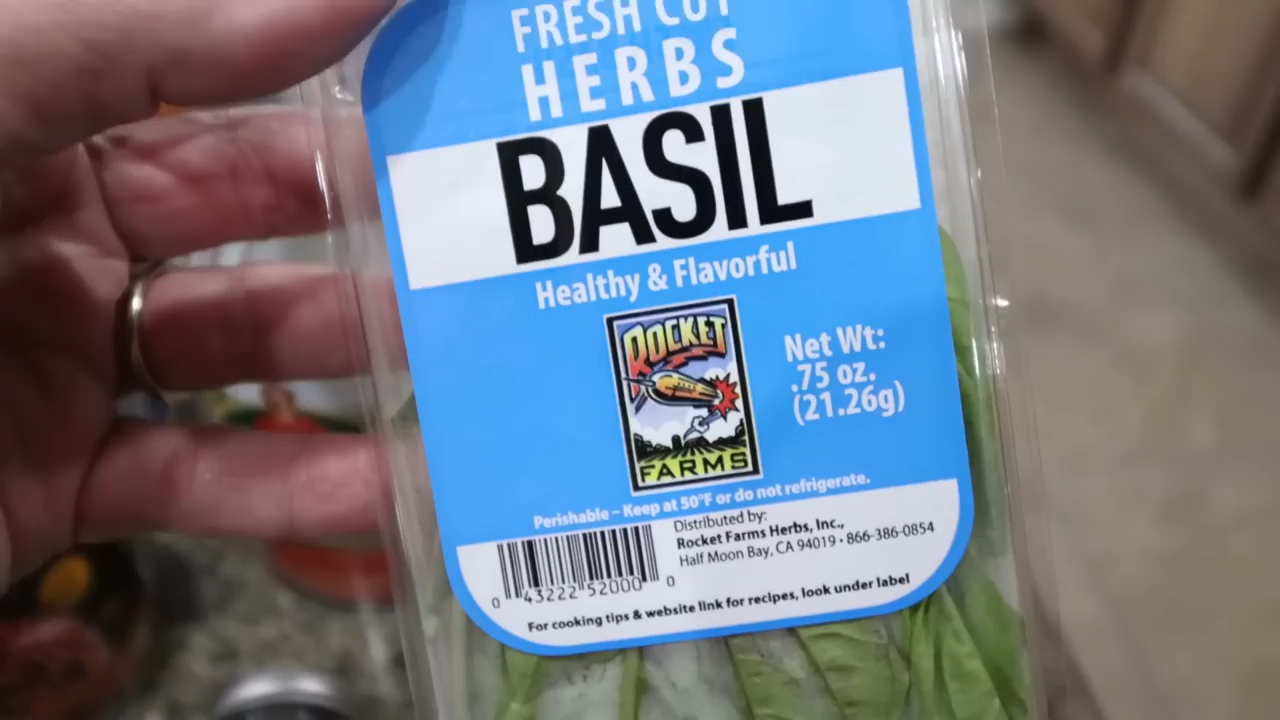 FRESH CUT
HERBS
BASIL
Healthy & Flavorful
ROCKET
FARMS
Net Wt:
.75 oz.
(21.26g)
Perishable – Keep at 50°F or do not refrigerate.
Distributed by:
Rocket Farms Herbs, Inc.,
Half Moon Bay, CA 94019 • 866-386-0854
0 43222 52000 0
For cooking tips & website link for recipes, look under label